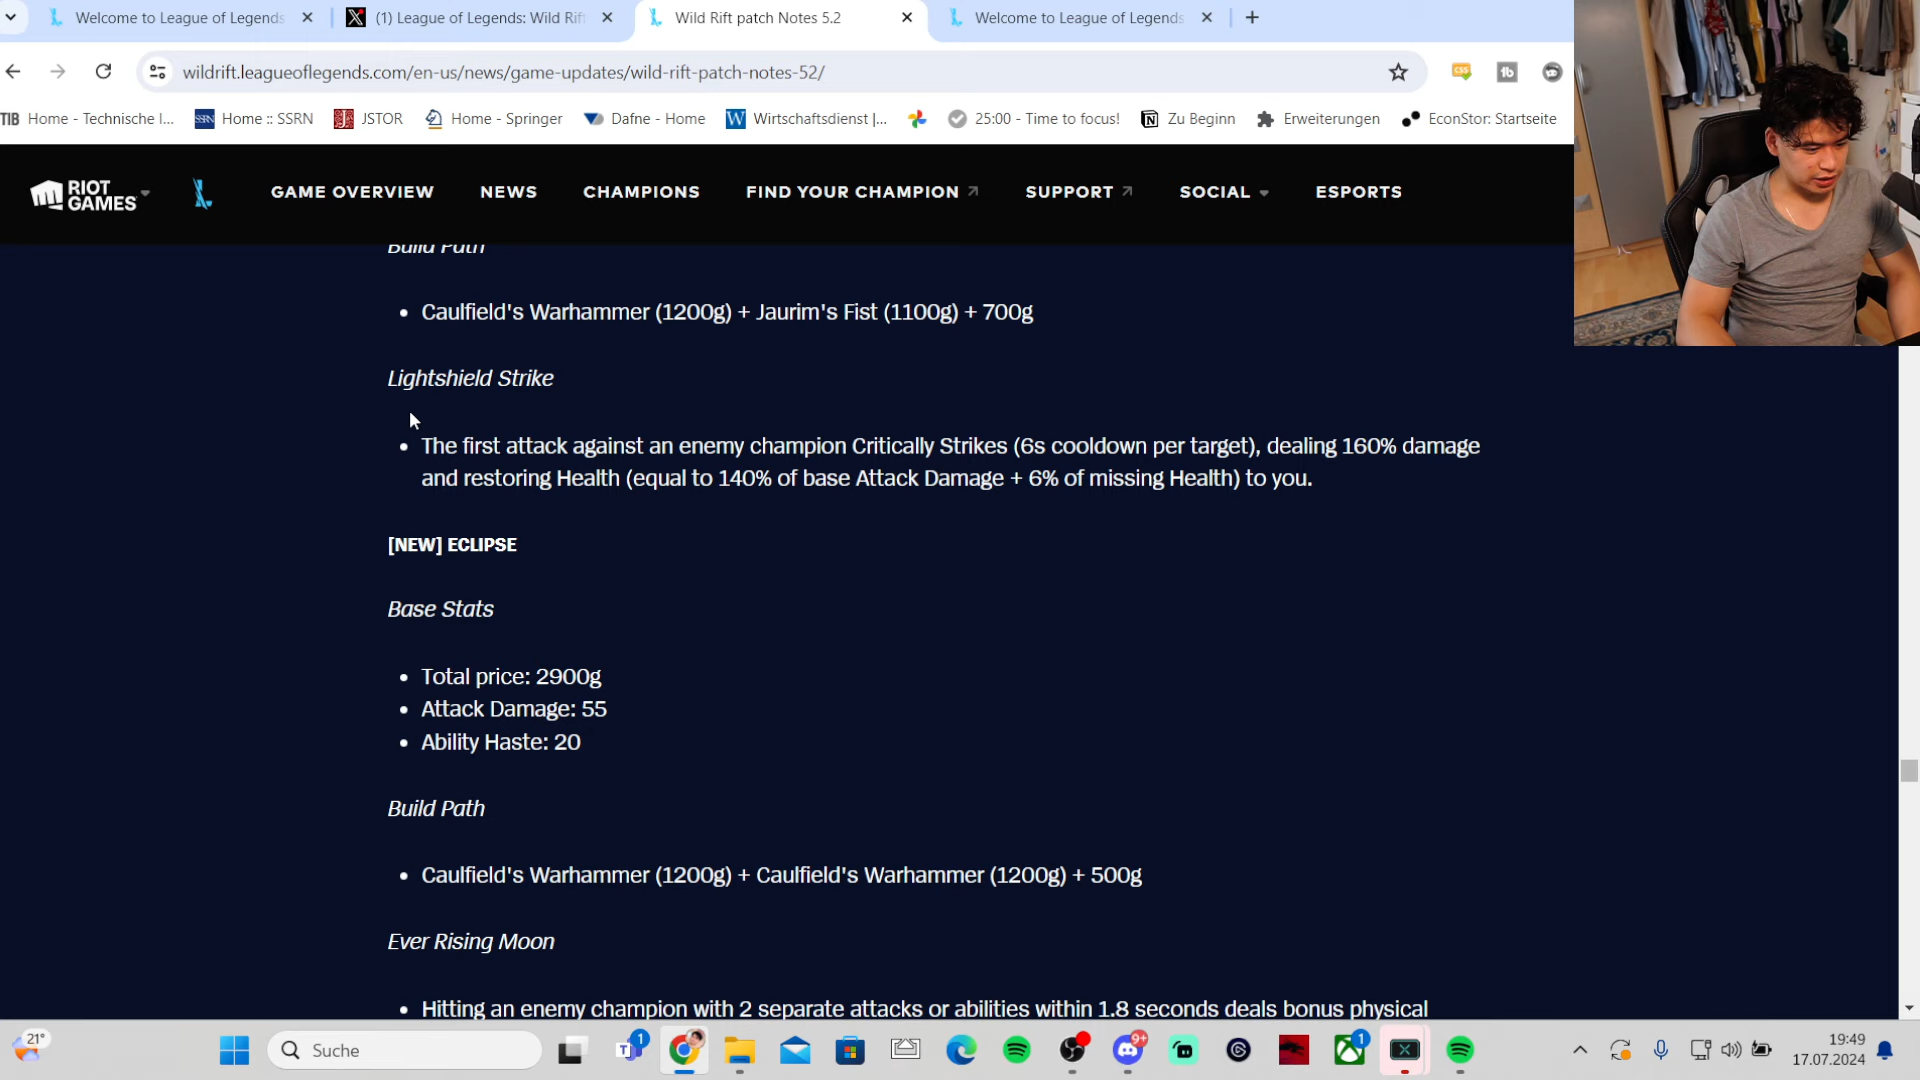 Welcome to League of Legends
(1) League of Legends: Wild Rift
Wild Rift patch Notes 5.2
Welcome to League of Legends
wildrift.leagueoflegends.com/en-us/news/game-updates/wild-rift-patch-notes-52/
TIB Home - Technische I...
SSRN Home :: SSRN
JSTOR
Home - Springer
Dafne - Home
W Wirtschaftsdienst |...
25:00 - Time to focus!
Zu Beginn
Erweiterungen
EconStor: Startseite
RIOT GAMES
GAME OVERVIEW
NEWS
CHAMPIONS
FIND YOUR CHAMPION
SUPPORT
SOCIAL
ESPORTS
Build Path
Caulfield's Warhammer (1200g) + Jaurim's Fist (1100g) + 700g
Lightshield Strike
The first attack against an enemy champion Critically Strikes (6s cooldown per target), dealing 160% damage
and restoring Health (equal to 140% of base Attack Damage + 6% of missing Health) to you.
[NEW] ECLIPSE
Base Stats
Total price: 2900g
Attack Damage: 55
Ability Haste: 20
Build Path
Caulfield's Warhammer (1200g) + Caulfield's Warhammer (1200g) + 500g
Ever Rising Moon
Hitting an enemy champion with 2 separate attacks or abilities within 1.8 seconds deals bonus physical
21°
Suche
1
9+
1
19:49
17.07.2024